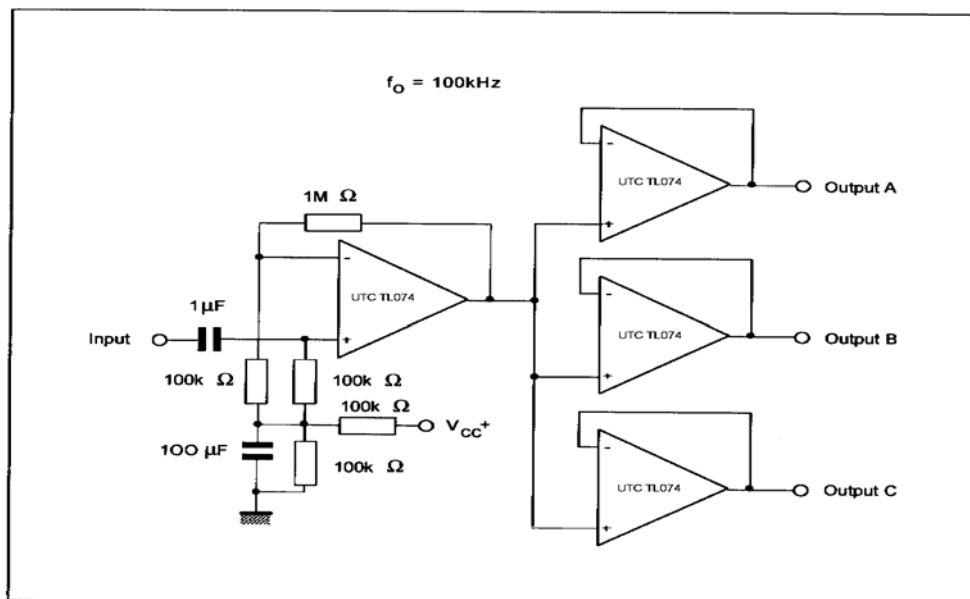 f_O = 100kHz
UTC TL074
Output A
1M Ω
UTC TL074
1µF
Input
UTC TL074
Output B
100k Ω
100k Ω
100k Ω
V_CC+
100 µF
100k Ω
UTC TL074
Output C